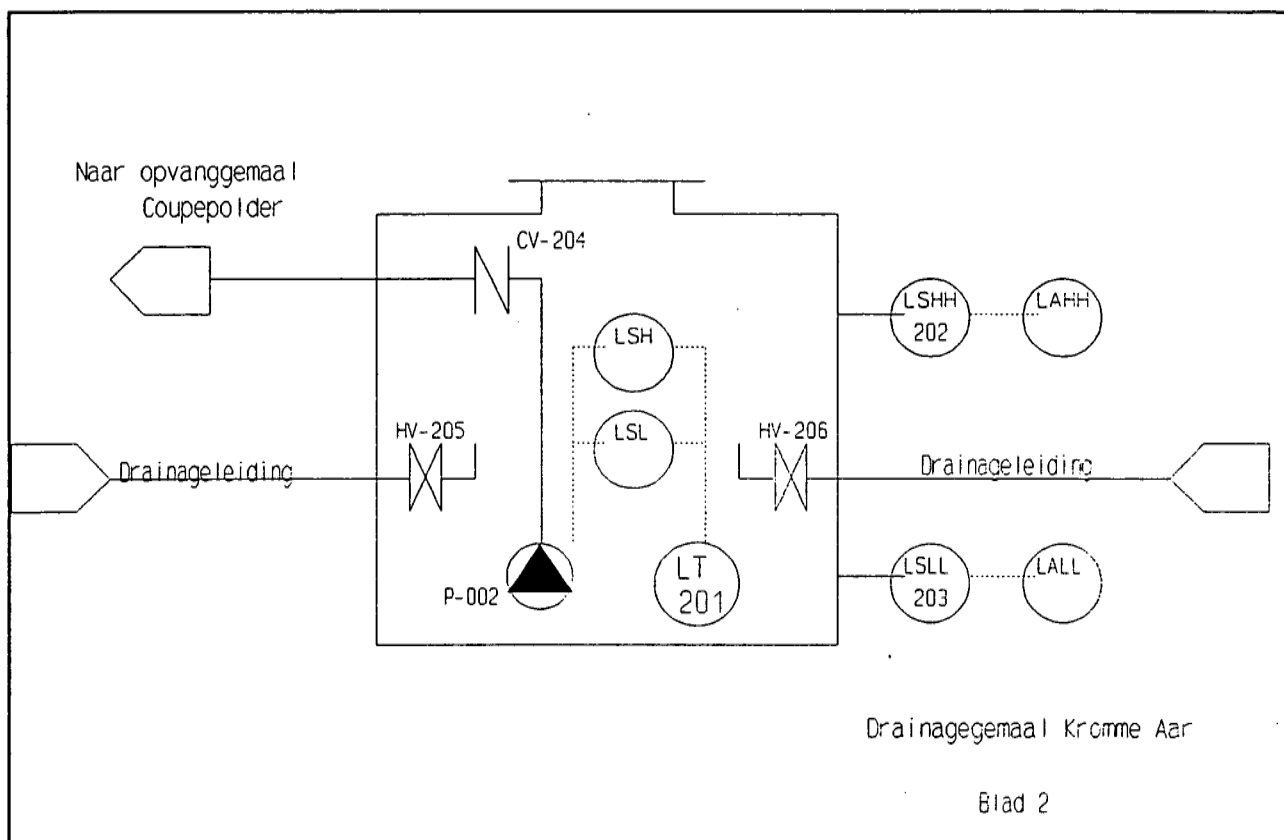 Naar opvanggemaal
Coupepolder
CV-204
LSHH
202
LAHH
LSH
HV-205
LSL
HV-206
Drainageleiding
Drainageleiding
P-002
LT
201
LSLL
203
LALL
Drainagegemaal Kromme Aar
Blad 2